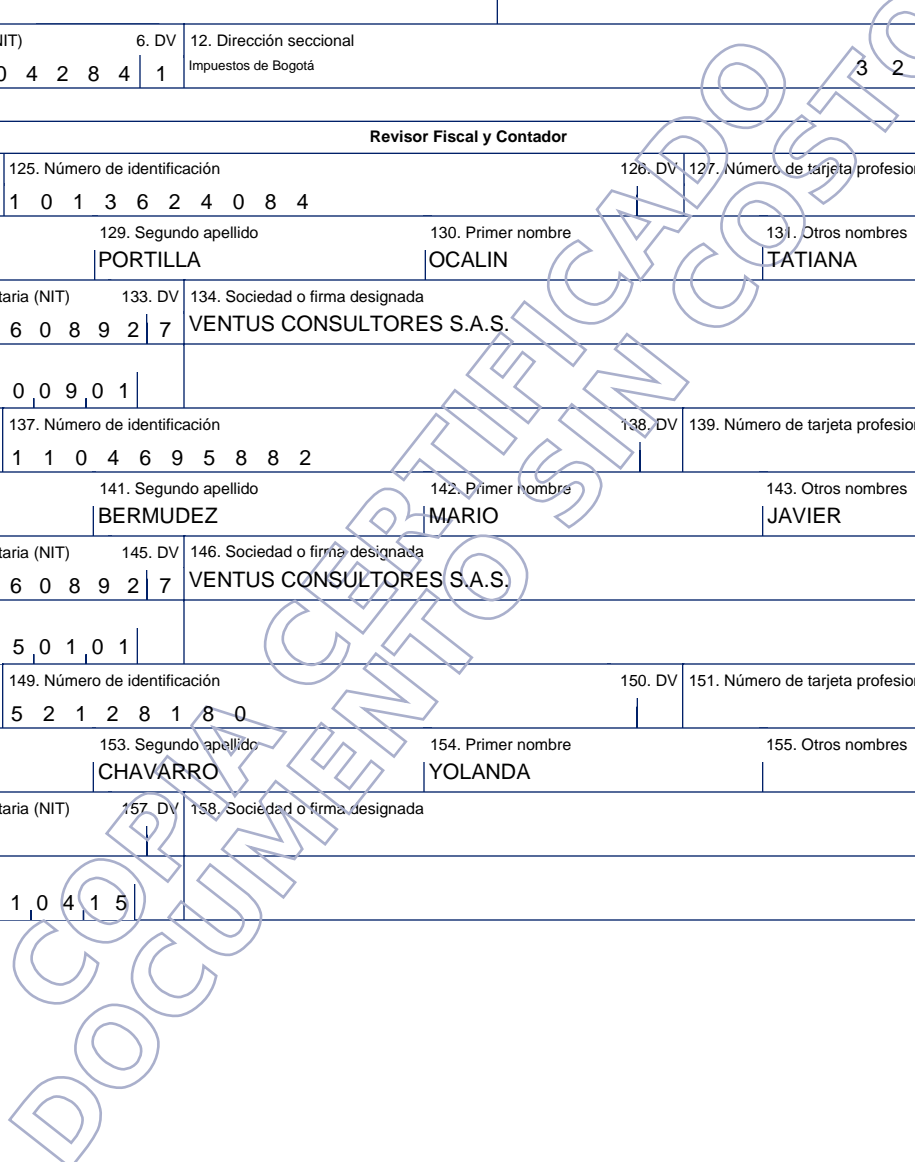 IIT) 6. DV 12. Dirección seccional
0 4 2 8 4 1 Impuestos de Bogotá 3 2
Revisor Fiscal y Contador
125. Número de identificación 126. DV 127. Número de tarjeta profesion
1 0 1 3 6 2 4 0 8 4
129. Segundo apellido 130. Primer nombre 131. Otros nombres
PORTILLA OCALIN TATIANA
taria (NIT) 133. DV 134. Sociedad o firma designada
6 0 8 9 2 7 VENTUS CONSULTORES S.A.S.
0 0 9 0 1
137. Número de identificación 138. DV 139. Número de tarjeta profesion
1 1 0 4 6 9 5 8 8 2
141. Segundo apellido 142. Primer nombre 143. Otros nombres
BERMUDEZ MARIO JAVIER
taria (NIT) 145. DV 146. Sociedad o firma designada
6 0 8 9 2 7 VENTUS CONSULTORES S.A.S.
5 0 1 0 1
149. Número de identificación 150. DV 151. Número de tarjeta profesion
5 2 1 2 8 1 8 0
153. Segundo apellido 154. Primer nombre 155. Otros nombres
CHAVARRO YOLANDA
taria (NIT) 157. DV 158. Sociedad o firma designada
1 0 4 1 5
COPIA CERTIFICADO
DOCUMENTO SIN COSTO